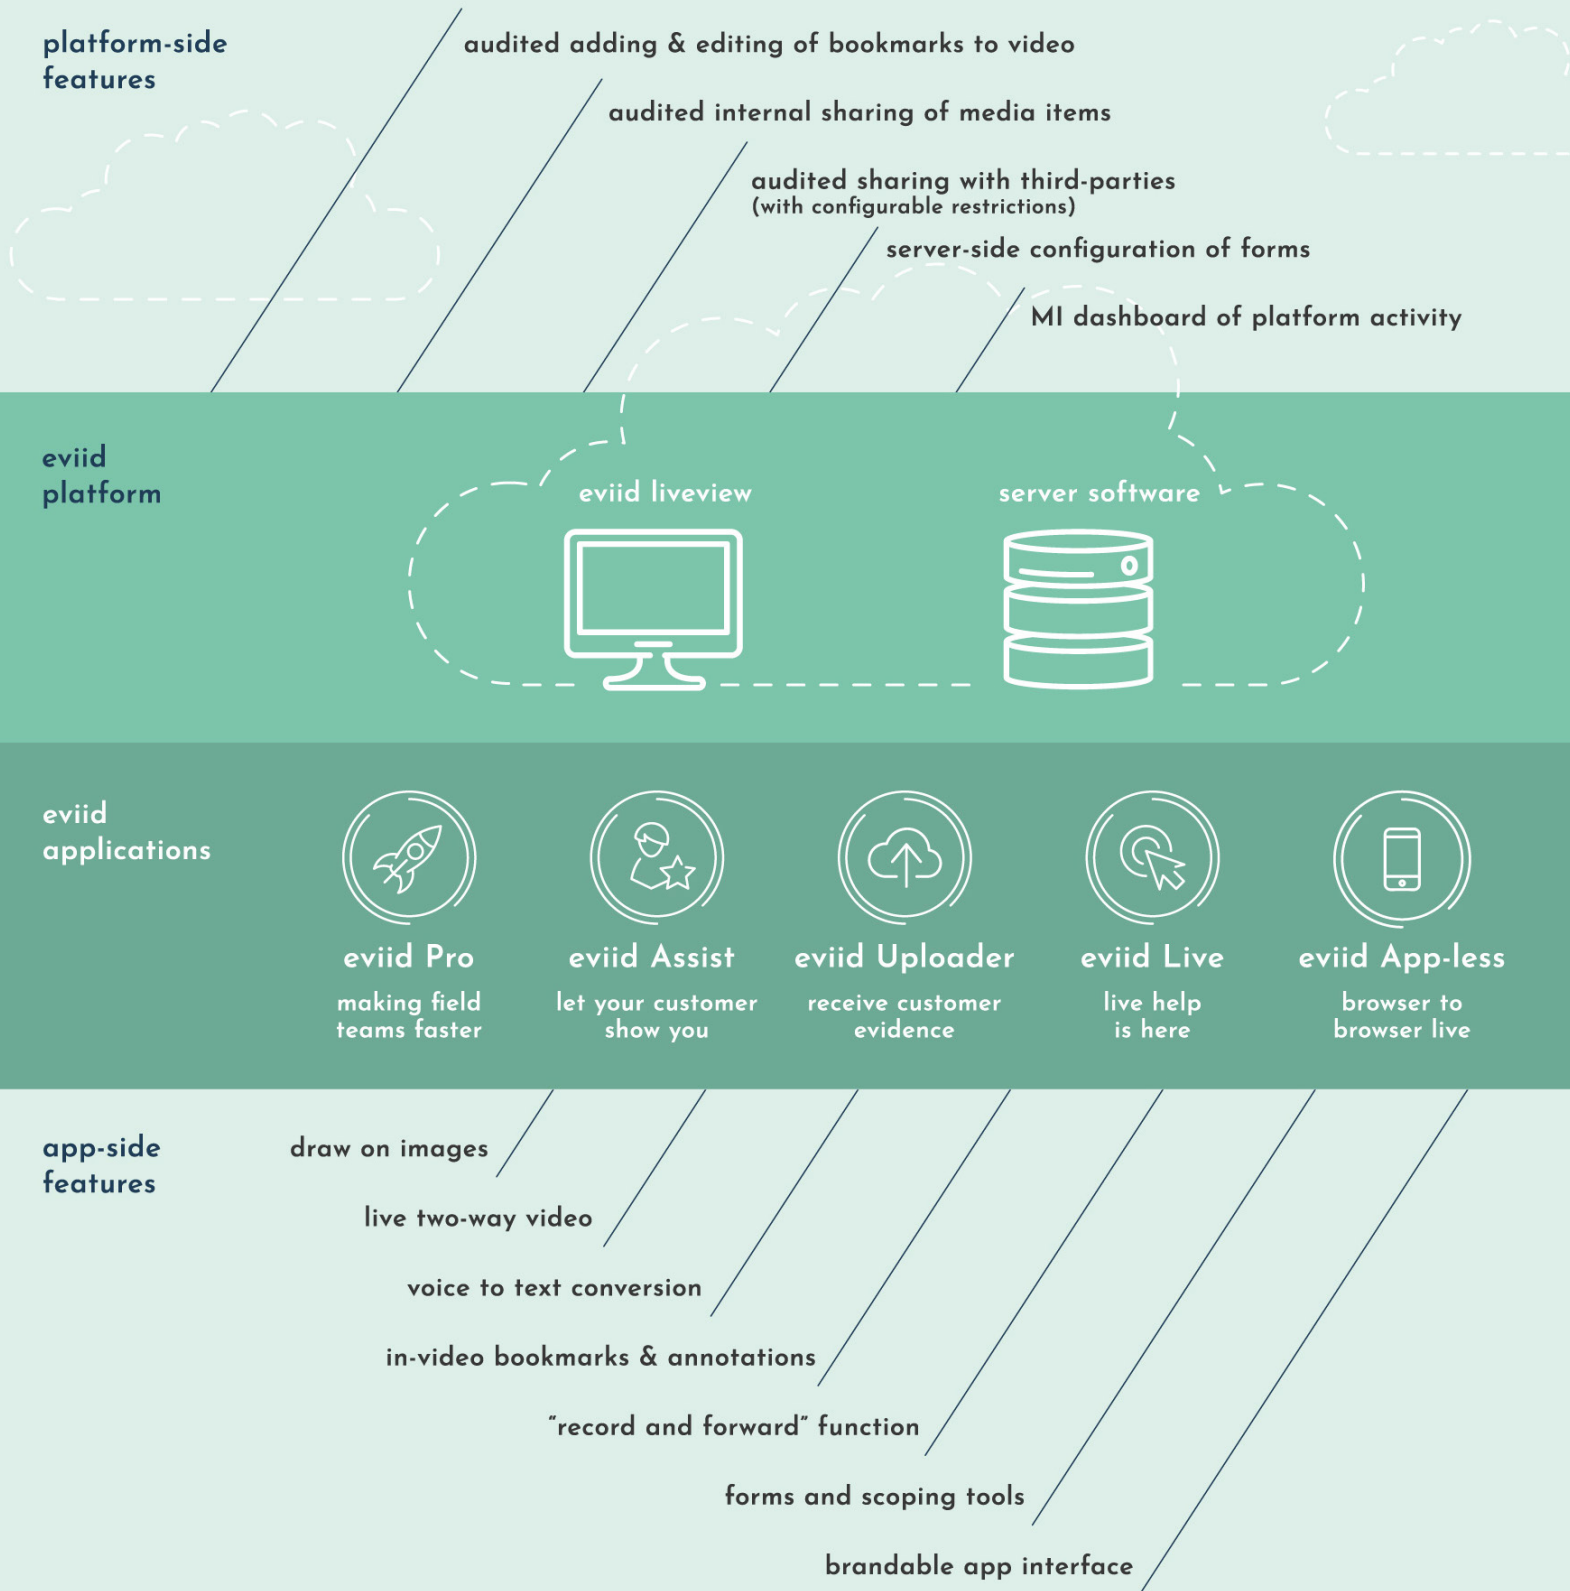 platform-side
features
audited adding & editing of bookmarks to video
audited internal sharing of media items
audited sharing with third-parties
(with configurable restrictions)
server-side configuration of forms
MI dashboard of platform activity
eviid
platform
eviid liveview
server software
eviid
applications
eviid Pro
making field
teams faster
eviid Assist
let your customer
show you
eviid Uploader
receive customer
evidence
eviid Live
live help
is here
eviid App-less
browser to
browser live
app-side
features
draw on images
live two-way video
voice to text conversion
in-video bookmarks & annotations
“record and forward” function
forms and scoping tools
brandable app interface